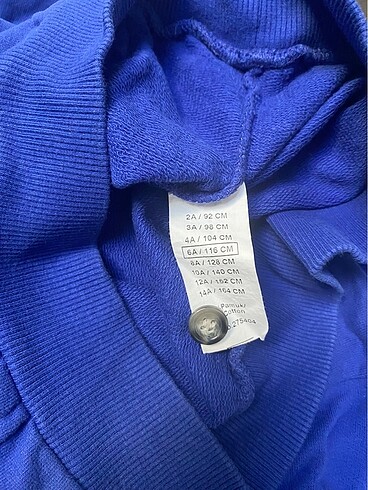 2A / 92 CM
3A / 98 CM
4A / 104 CM
6A / 116 CM
8A / 128 CM
10A / 140 CM
12A / 152 CM
14A / 164 CM
Pamuk/
Cotton
275404